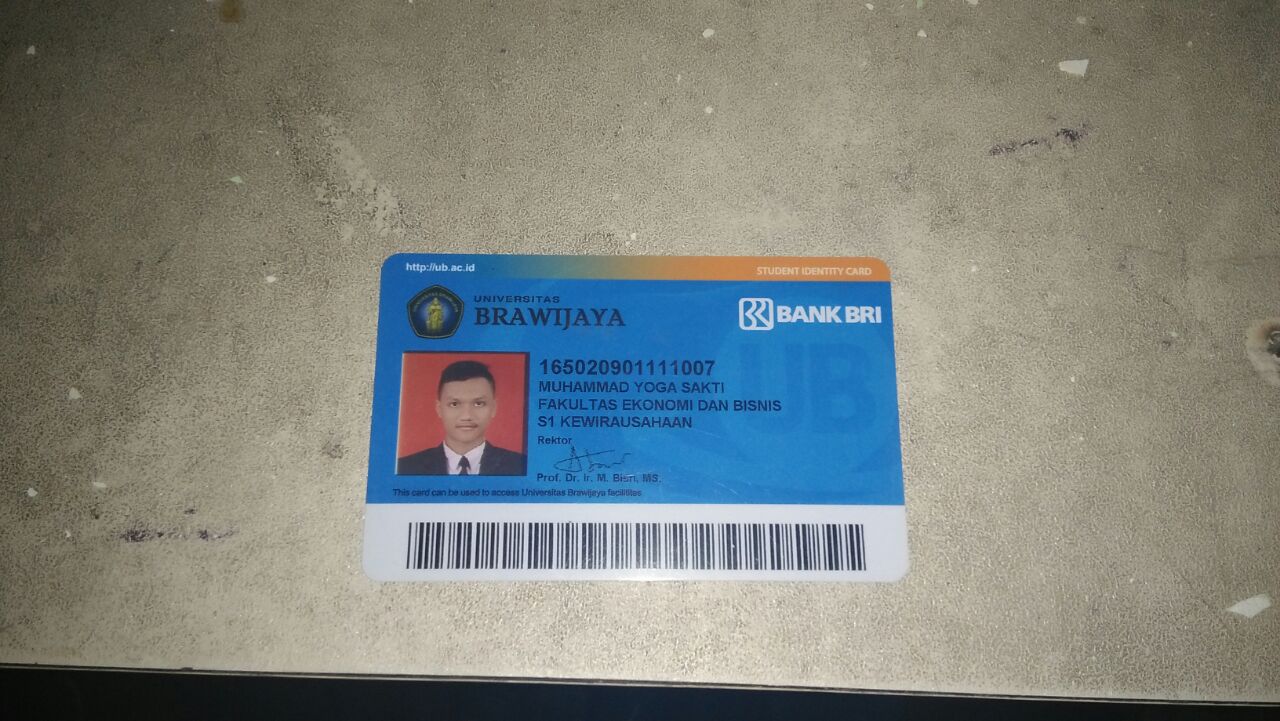 http://ub.ac.id
STUDENT IDENTITY CARD
UNIVERSITAS
BRAWIJAYA
BANK BRI
165020901111007
MUHAMMAD YOGA SAKTI
FAKULTAS EKONOMI DAN BISNIS
S1 KEWIRAUSAHAAN
UB
Rektor
Prof. Dr. Ir. M. Bisri, MS.
This card can be used to access Universitas Brawijaya facilities